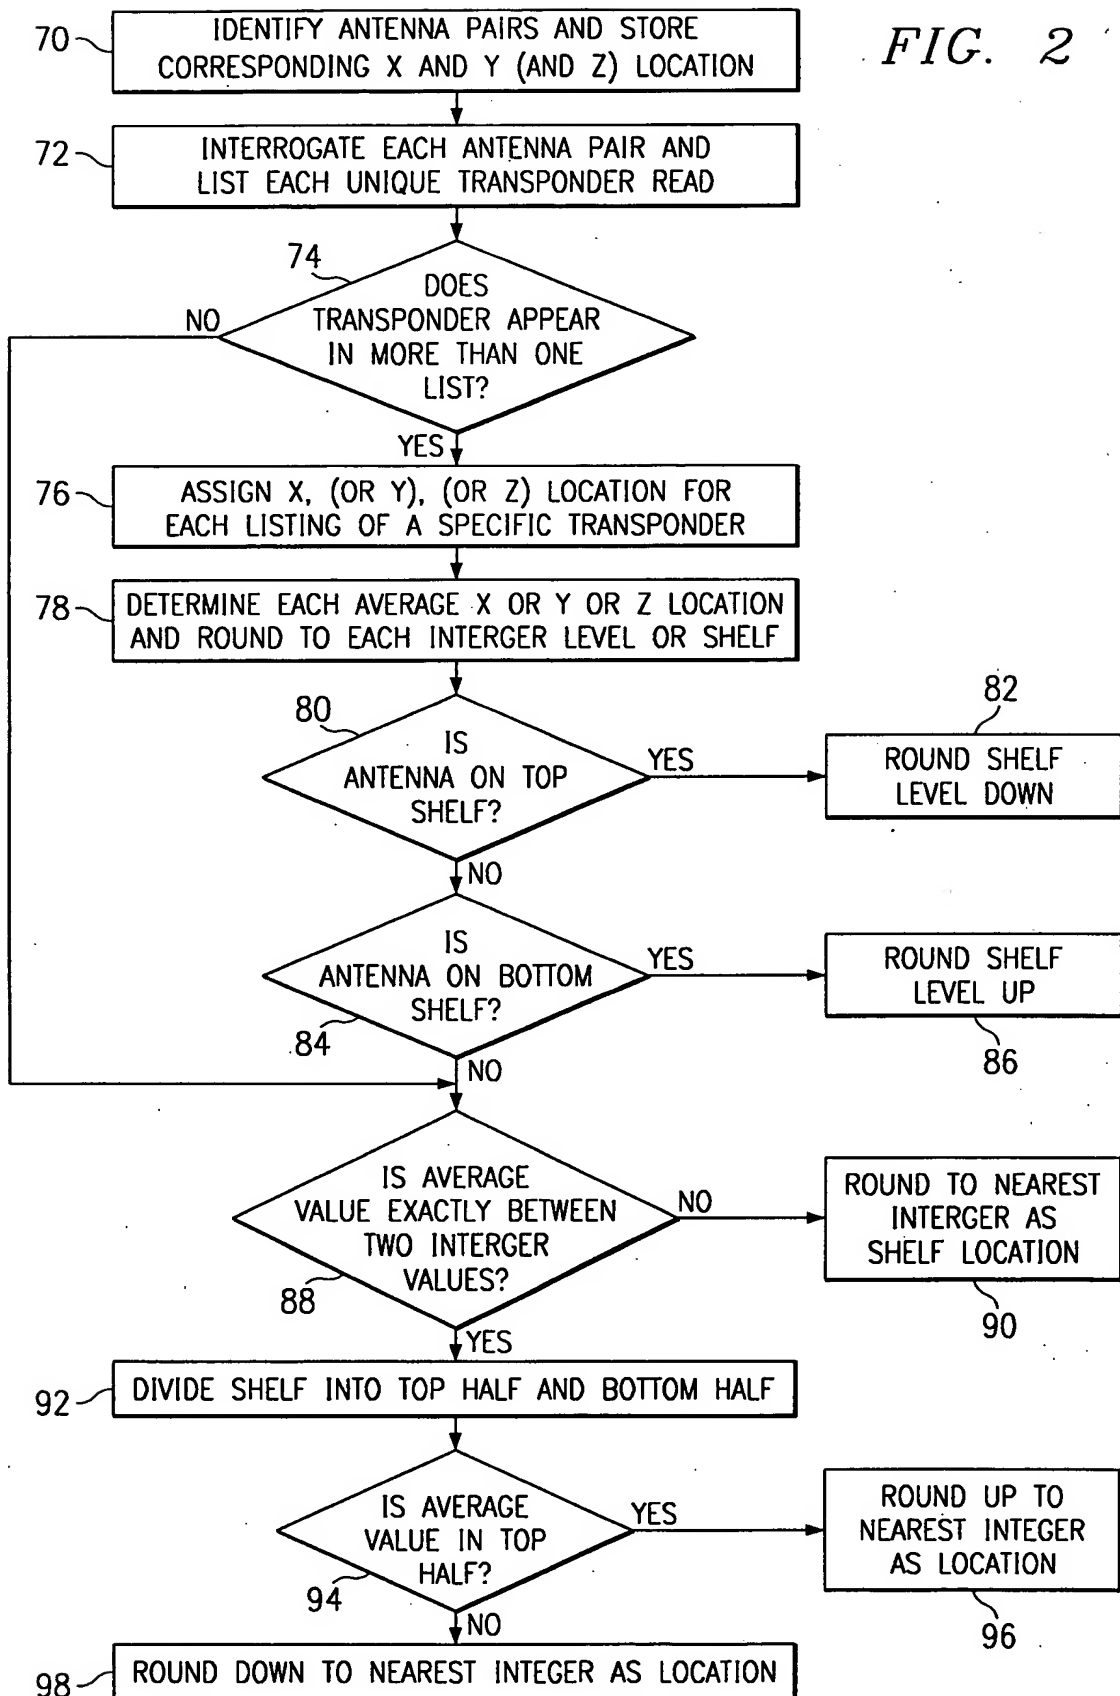 FIG. 2
70
IDENTIFY ANTENNA PAIRS AND STORE
CORRESPONDING X AND Y (AND Z) LOCATION
72
INTERROGATE EACH ANTENNA PAIR AND
LIST EACH UNIQUE TRANSPONDER READ
74
DOES
TRANSPONDER APPEAR
IN MORE THAN ONE
LIST?
NO
YES
76
ASSIGN X, (OR Y), (OR Z) LOCATION FOR
EACH LISTING OF A SPECIFIC TRANSPONDER
78
DETERMINE EACH AVERAGE X OR Y OR Z LOCATION
AND ROUND TO EACH INTERGER LEVEL OR SHELF
80
IS
ANTENNA ON TOP
SHELF?
YES
82
ROUND SHELF
LEVEL DOWN
NO
IS
ANTENNA ON BOTTOM
SHELF?
84
YES
ROUND SHELF
LEVEL UP
86
NO
IS AVERAGE
VALUE EXACTLY BETWEEN
TWO INTERGER
VALUES?
88
NO
ROUND TO NEAREST
INTERGER AS
SHELF LOCATION
90
YES
92
DIVIDE SHELF INTO TOP HALF AND BOTTOM HALF
IS AVERAGE
VALUE IN TOP
HALF?
94
YES
ROUND UP TO
NEAREST INTEGER
AS LOCATION
96
NO
98
ROUND DOWN TO NEAREST INTEGER AS LOCATION